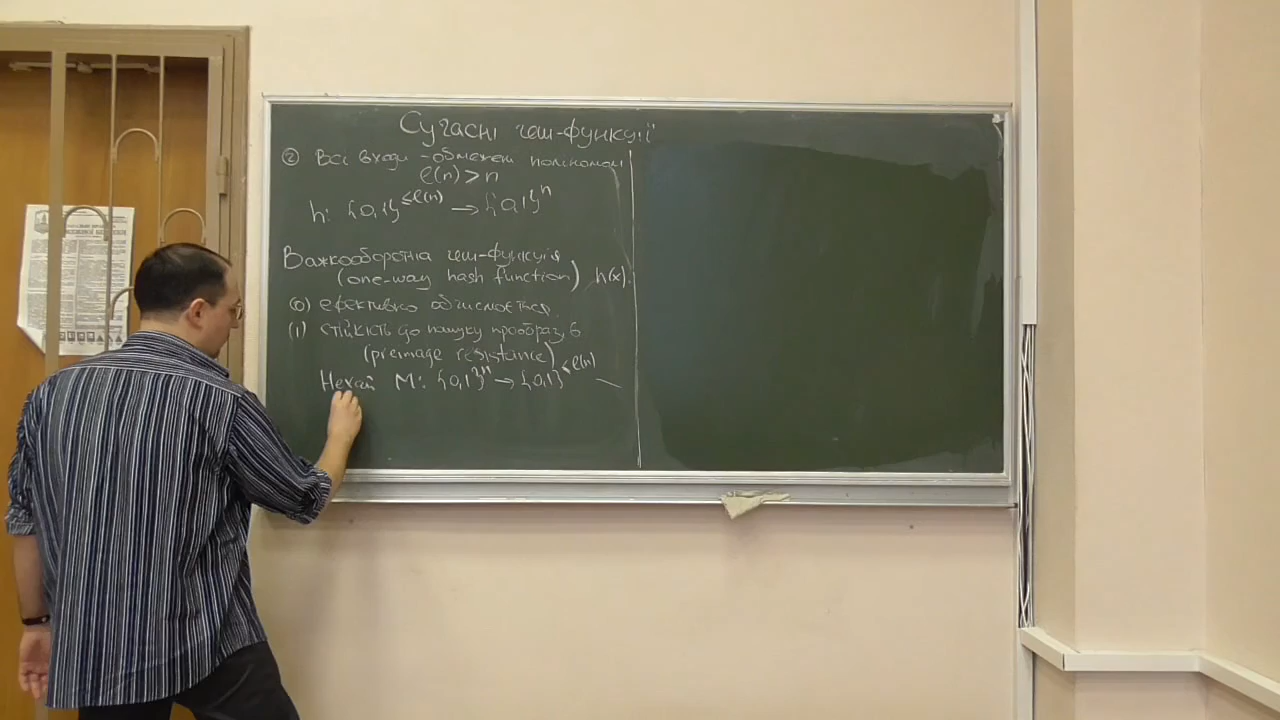 Сучасні геш-функції
② Всі входи – обмежені поліномом
ℓ(n) > n
h: {0,1}^{≤ℓ(n)} → {0,1}^n
Важкооборотна геш-функція
(one-way hash function) h(x).
(0) ефективно обчислюється.
(1) стійкість до пошуку прообразів
(preimage resistance)
Нехай M: {0,1}^n → {0,1}^{≤ℓ(n)} –